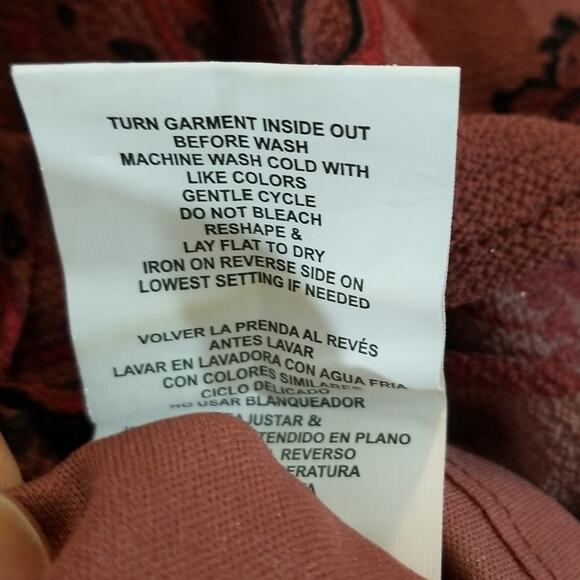 TURN GARMENT INSIDE OUT
BEFORE WASH
MACHINE WASH COLD WITH
LIKE COLORS
GENTLE CYCLE
DO NOT BLEACH
RESHAPE &
LAY FLAT TO DRY
IRON ON REVERSE SIDE ON
LOWEST SETTING IF NEEDED
VOLVER LA PRENDA AL REVÉS
ANTES LAVAR
LAVAR EN LAVADORA CON AGUA FRIA
CON COLORES SIMILARES
CICLO DELICADO
NO USAR BLANQUEADOR
&
EN PLANO
REVERSO